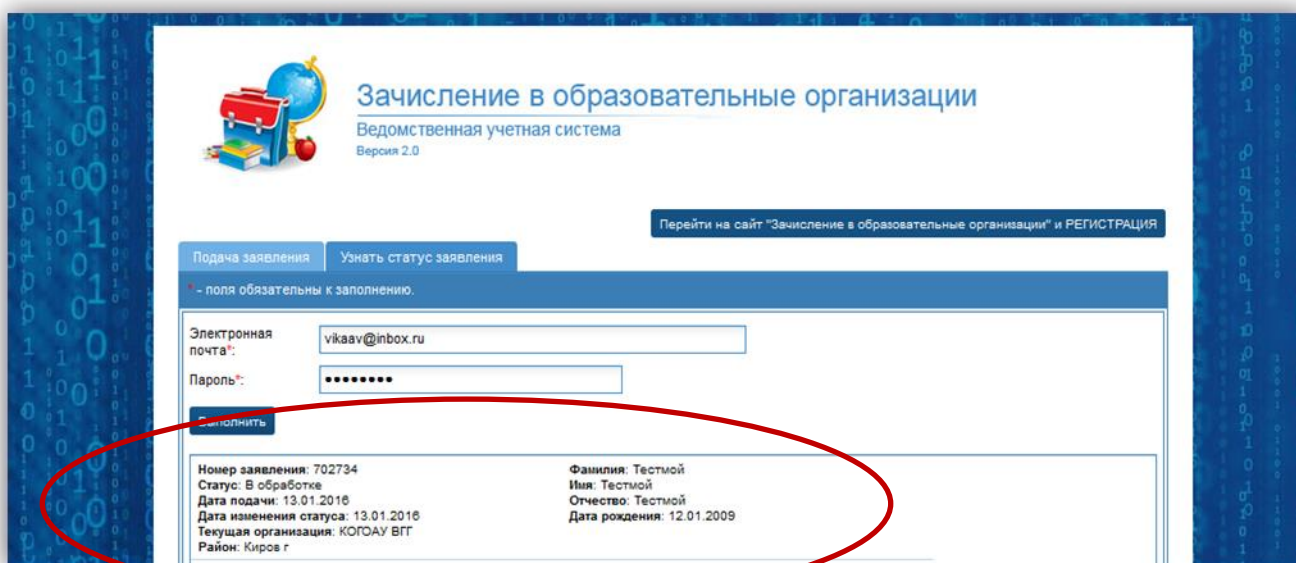 Зачисление в образовательные организации
Ведомственная учетная система
Версия 2.0
Перейти на сайт "Зачисление в образовательные организации" и РЕГИСТРАЦИЯ
Подача заявления Узнать статус заявления
* - поля обязательны к заполнению.
Электронная
почта*: vikaav@inbox.ru
Пароль*: ●●●●●●●●
Заполнить
Номер заявления: 702734 Фамилия: Тестмой
Статус: В обработке Имя: Тестмой
Дата подачи: 13.01.2016 Отчество: Тестмой
Дата изменения статуса: 13.01.2016 Дата рождения: 12.01.2009
Текущая организация: КОГОАУ ВГГ
Район: Киров г